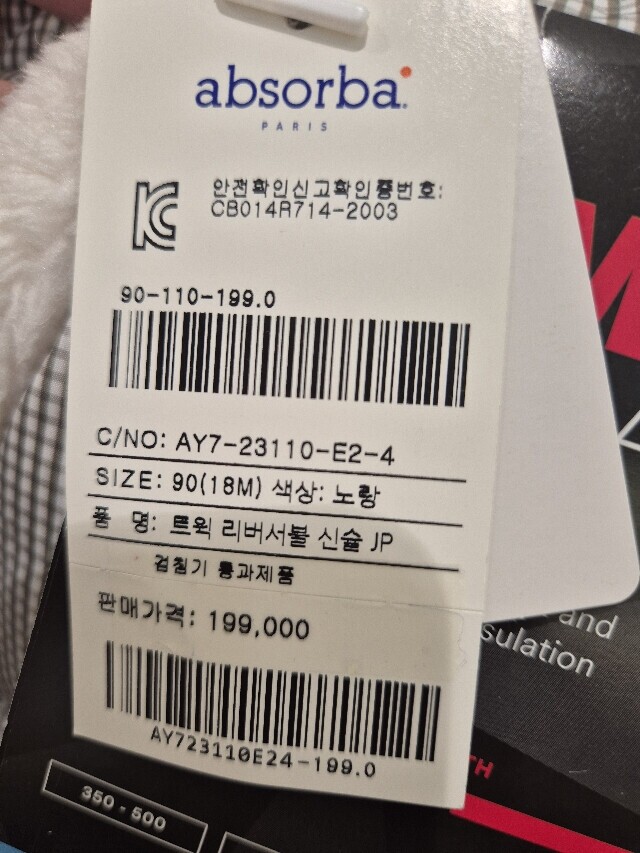 absorba
PARIS
안전확인신고확인증번호:
CB014R714-2003
90-110-199.0
C/NO: AY7-23110-E2-4
SIZE: 90(18M) 색상: 노랑
품 명: 트윅 리버서블 신슐 JP
검침기 통과제품
판매가격: 199,000
AY723110E24-199.0
and
sulation
TH
350 - 500